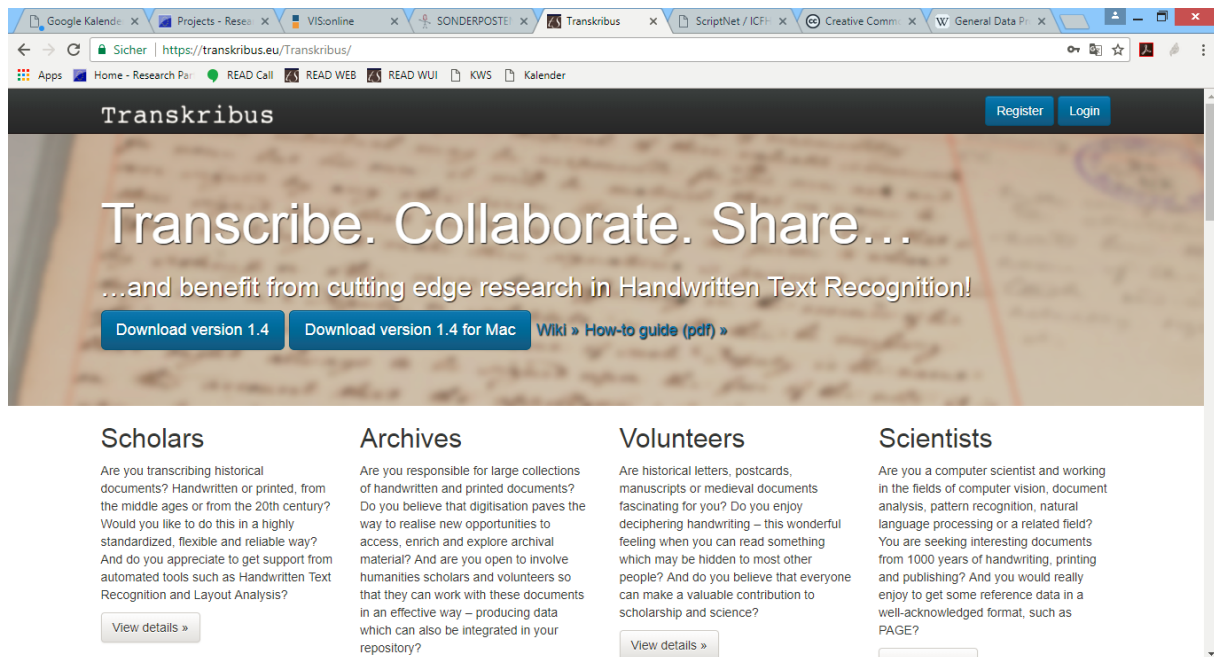 Google Kalende
Projects - Resea
VIS:online
SONDERPOSTE
Transkribus
ScriptNet / ICFH
Creative Comm
General Data Pr
Sicher https://transkribus.eu/Transkribus/
Apps Home - Research Par READ Call READ WEB READ WUI KWS Kalender
Transkribus
Register Login
Transcribe. Collaborate. Share…
…and benefit from cutting edge research in Handwritten Text Recognition!
Download version 1.4 Download version 1.4 for Mac Wiki » How-to guide (pdf) »
Scholars
Are you transcribing historical
documents? Handwritten or printed, from
the middle ages or from the 20th century?
Would you like to do this in a highly
standardized, flexible and reliable way?
And do you appreciate to get support from
automated tools such as Handwritten Text
Recognition and Layout Analysis?
View details »
Archives
Are you responsible for large collections
of handwritten and printed documents?
Do you believe that digitisation paves the
way to realise new opportunities to
access, enrich and explore archival
material? And are you open to involve
humanities scholars and volunteers so
that they can work with these documents
in an effective way – producing data
which can also be integrated in your
repository?
Volunteers
Are historical letters, postcards,
manuscripts or medieval documents
fascinating for you? Do you enjoy
deciphering handwriting – this wonderful
feeling when you can read something
which may be hidden to most other
people? And do you believe that everyone
can make a valuable contribution to
scholarship and science?
View details »
Scientists
Are you a computer scientist and working
in the fields of computer vision, document
analysis, pattern recognition, natural
language processing or a related field?
You are seeking interesting documents
from 1000 years of handwriting, printing
and publishing? And you would really
enjoy to get some reference data in a
well-acknowledged format, such as
PAGE?